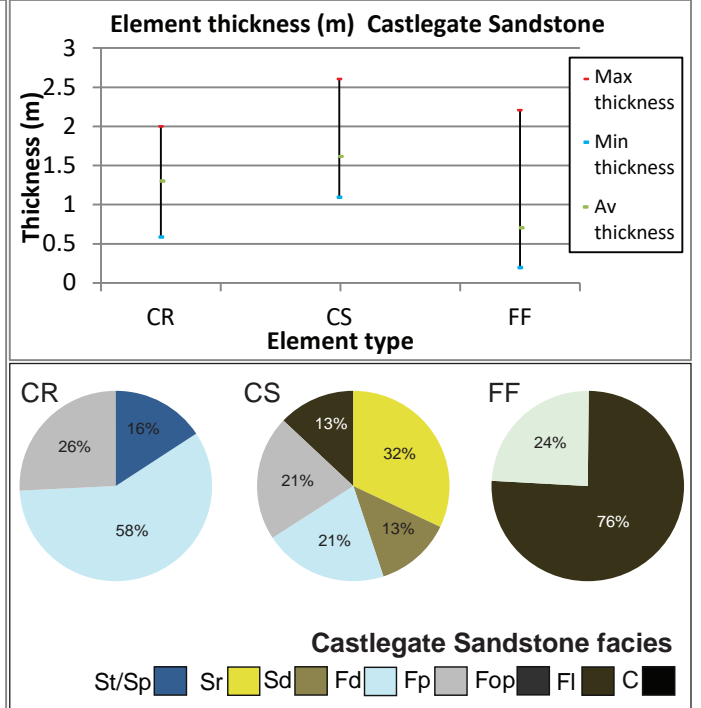 Element thickness (m) Castlegate Sandstone
3
2.5
2
1.5
1
0.5
0
Thickness (m)
CR CS FF
Element type
Max
thickness
Min
thickness
Av
thickness
CR
16%
58%
26%
CS
32%
13%
21%
21%
13%
FF
24%
76%
Castlegate Sandstone facies
St/Sp Sr Sd Fd Fp Fop Fl C